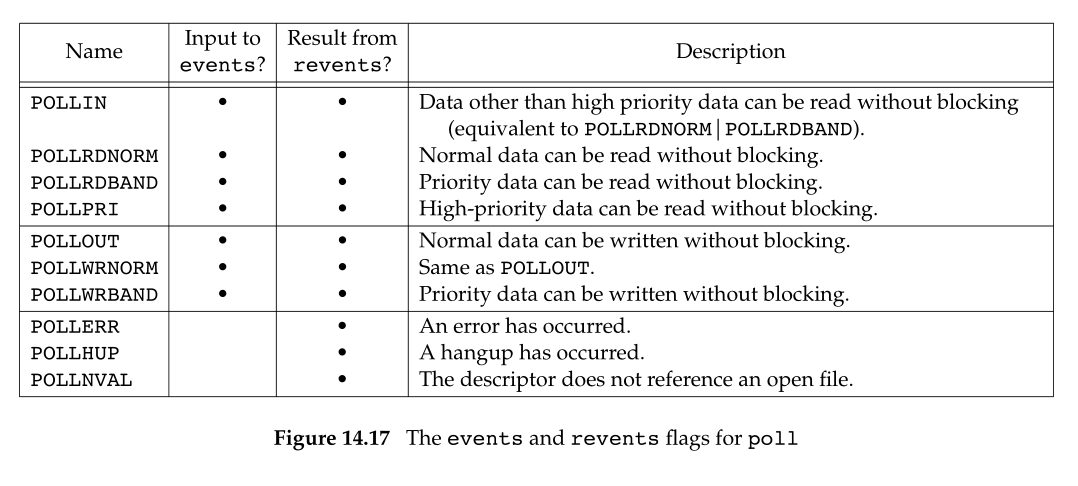 Name Input to events? Result from revents? Description
POLLIN • • Data other than high priority data can be read without blocking
(equivalent to POLLRDNORM|POLLRDBAND).
POLLRDNORM • • Normal data can be read without blocking.
POLLRDBAND • • Priority data can be read without blocking.
POLLPRI • • High-priority data can be read without blocking.
POLLOUT • • Normal data can be written without blocking.
POLLWRNORM • • Same as POLLOUT.
POLLWRBAND • • Priority data can be written without blocking.
POLLERR • An error has occurred.
POLLHUP • A hangup has occurred.
POLLNVAL • The descriptor does not reference an open file.
Figure 14.17 The events and revents flags for poll